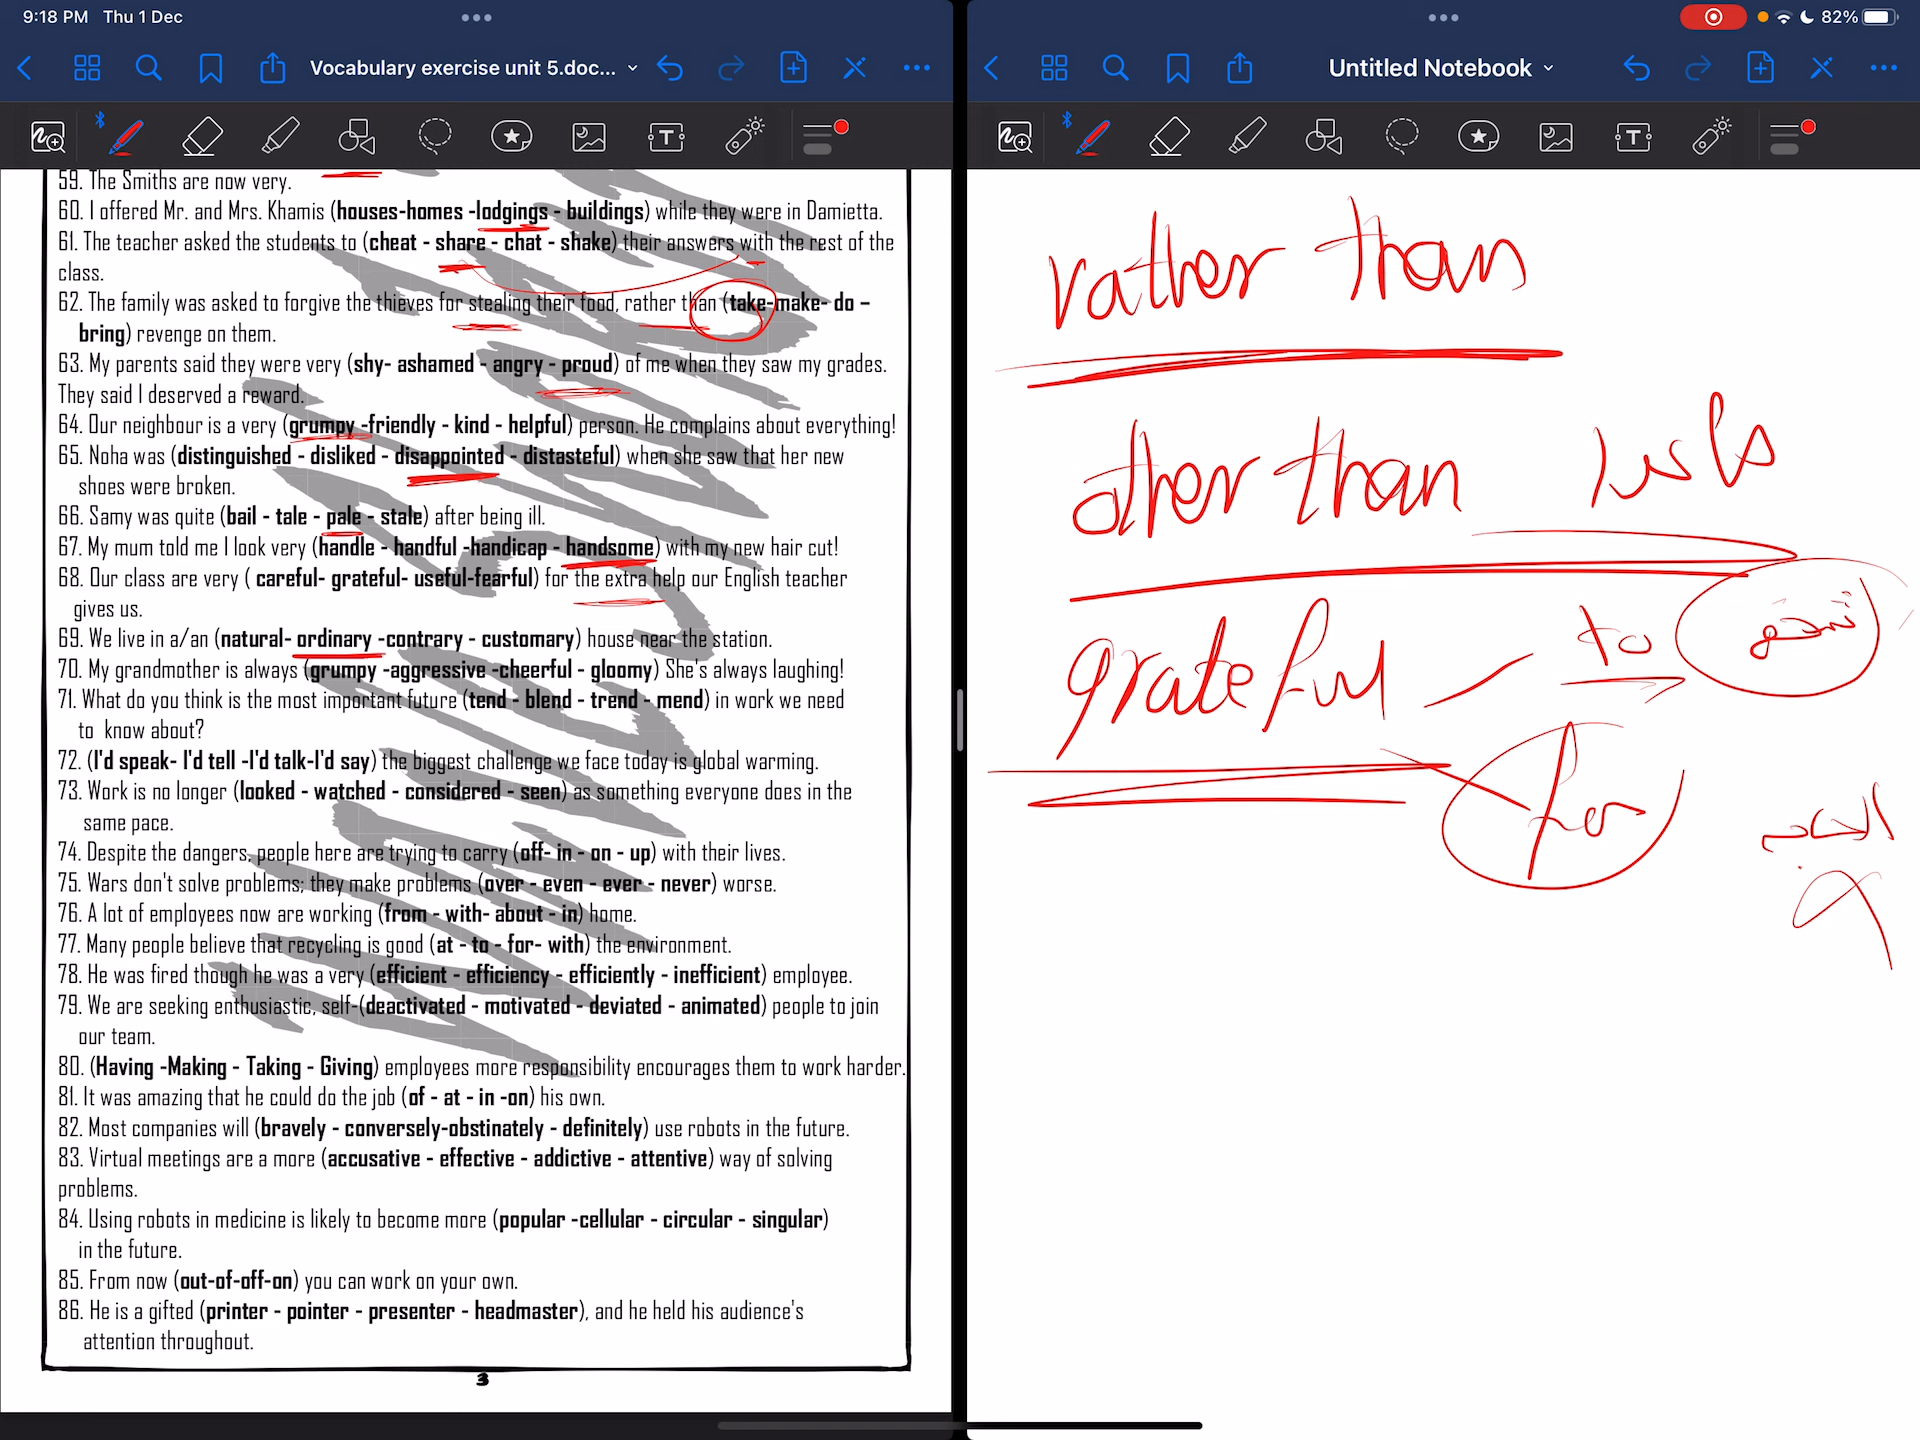 9:18 PM Thu 1 Dec
82%
Vocabulary exercise unit 5.doc...
Untitled Notebook
59. The Smiths are now very.
60. I offered Mr. and Mrs. Khamis (houses-homes -lodgings - buildings) while they were in Damietta.
61. The teacher asked the students to (cheat - share - chat - shake) their answers with the rest of the
class.
62. The family was asked to forgive the thieves for stealing their food, rather than (take-make- do –
bring) revenge on them.
63. My parents said they were very (shy- ashamed - angry - proud) of me when they saw my grades.
They said I deserved a reward.
64. Our neighbour is a very (grumpy -friendly - kind - helpful) person. He complains about everything!
65. Noha was (distinguished - disliked - disappointed - distasteful) when she saw that her new
shoes were broken.
66. Samy was quite (bail - tale - pale - stale) after being ill.
67. My mum told me I look very (handle - handful -handicap - handsome) with my new hair cut!
68. Our class are very ( careful- grateful- useful-fearful) for the extra help our English teacher
gives us.
69. We live in a/an (natural- ordinary -contrary - customary) house near the station.
70. My grandmother is always (grumpy -aggressive -cheerful - gloomy) She's always laughing!
71. What do you think is the most important future (tend - blend - trend - mend) in work we need
to know about?
72. (I'd speak- I'd tell -I'd talk-I'd say) the biggest challenge we face today is global warming.
73. Work is no longer (looked - watched - considered - seen) as something everyone does in the
same pace.
74. Despite the dangers, people here are trying to carry (off- in - on - up) with their lives.
75. Wars don't solve problems; they make problems (over - even - ever - never) worse.
76. A lot of employees now are working (from - with- about - in) home.
77. Many people believe that recycling is good (at - to - for- with) the environment.
78. He was fired though he was a very (efficient - efficiency - efficiently - inefficient) employee.
79. We are seeking enthusiastic, self-(deactivated - motivated - deviated - animated) people to join
our team.
80. (Having -Making - Taking - Giving) employees more responsibility encourages them to work harder.
81. It was amazing that he could do the job (of - at - in -on) his own.
82. Most companies will (bravely - conversely-obstinately - definitely) use robots in the future.
83. Virtual meetings are a more (accusative - effective - addictive - attentive) way of solving
problems.
84. Using robots in medicine is likely to become more (popular -cellular - circular - singular)
in the future.
85. From now (out-of-off-on) you can work on your own.
86. He is a gifted (printer - pointer - presenter - headmaster), and he held his audience's
attention throughout.
3
rather than
other than
grateful to
for